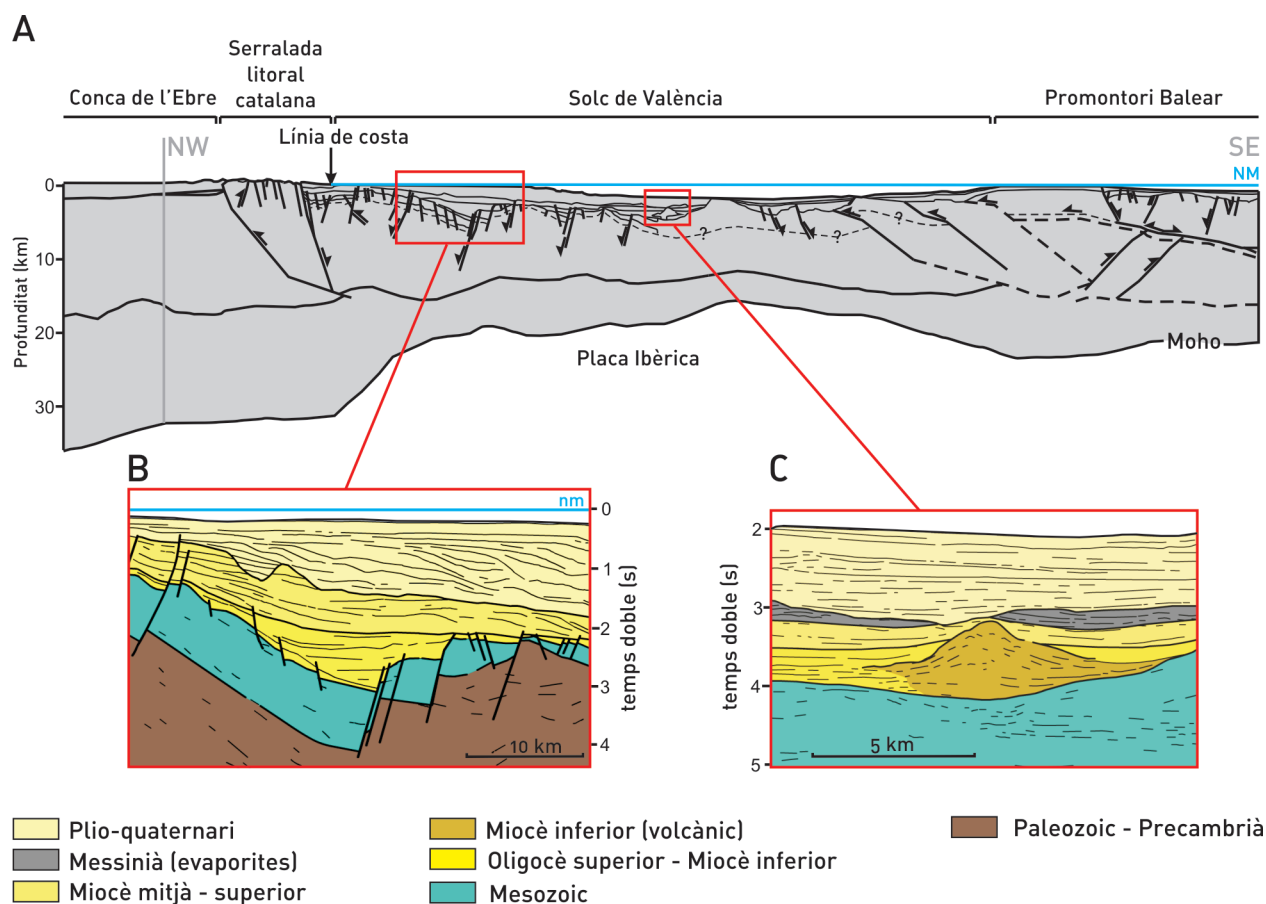 A
Serralada
litoral
catalana
Conca de l'Ebre
Solc de València
Promontori Balear
Línia de costa
NW
SE
NM
Profunditat (km)
0
10
20
30
?
?
?
Placa Ibèrica
Moho
B
nm
0
1
2
3
4
temps doble (s)
10 km
C
2
3
4
5
temps doble (s)
5 km
Plio-quaternari
Messinià (evaporites)
Miocè mitjà - superior
Miocè inferior (volcànic)
Oligocè superior - Miocè inferior
Mesozoic
Paleozoic - Precambrià